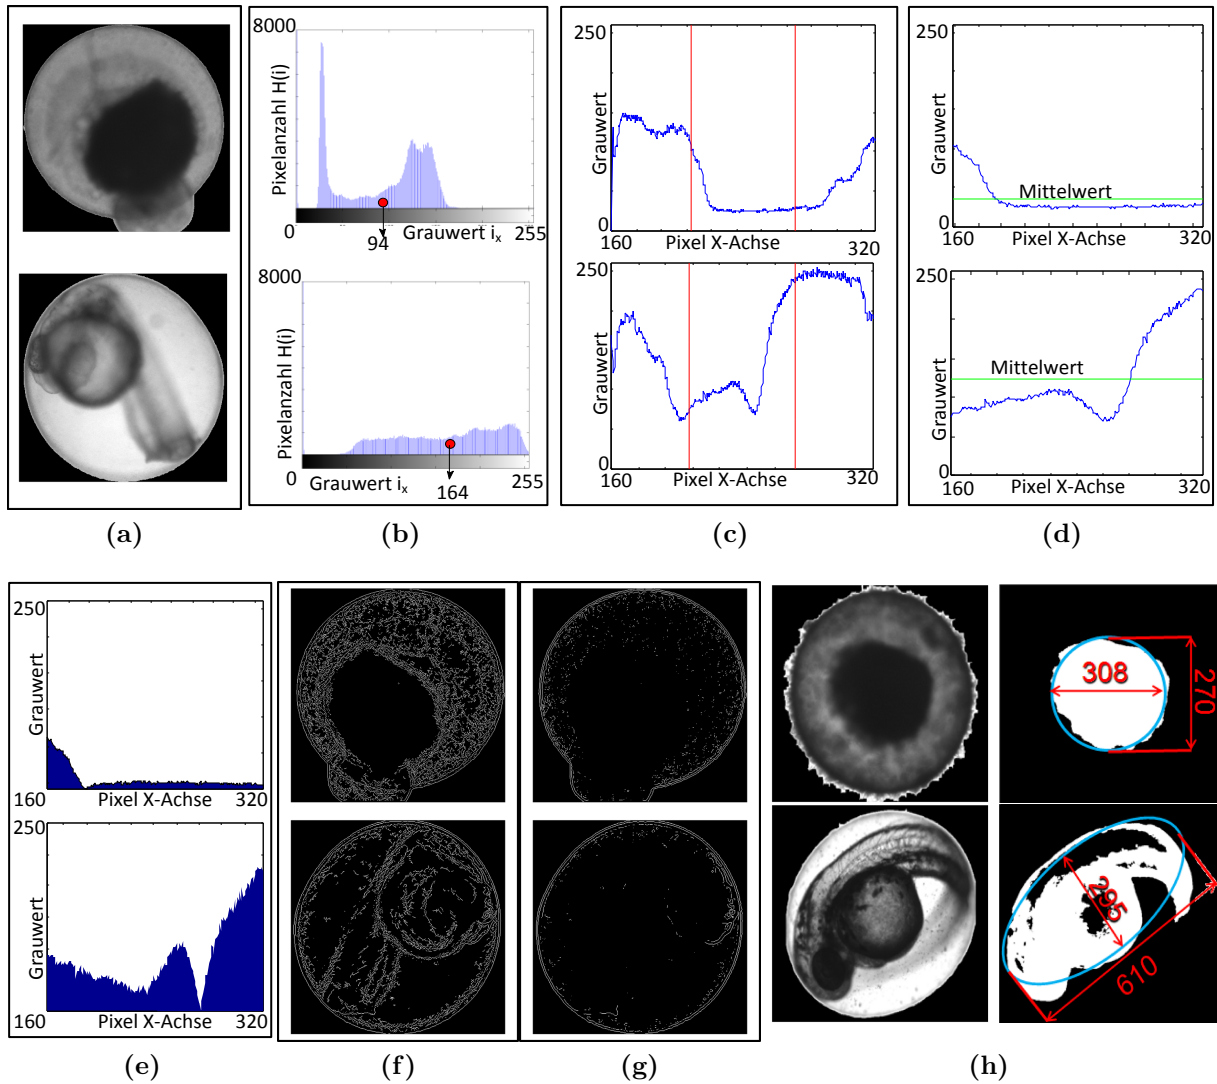 8000
Pixelanzahl H(i)
0
94
Grauwert iₓ
255
8000
Pixelanzahl H(i)
0
Grauwert iₓ
164
255
250
Grauwert
0
160
Pixel X-Achse
320
250
Grauwert
0
160
Pixel X-Achse
320
250
Grauwert
Mittelwert
0
160
Pixel X-Achse
320
250
Grauwert
Mittelwert
0
160
Pixel X-Achse
320
(a)
(b)
(c)
(d)
250
Grauwert
160
Pixel X-Achse
320
250
Grauwert
160
Pixel X-Achse
320
308
270
295
610
(e)
(f)
(g)
(h)